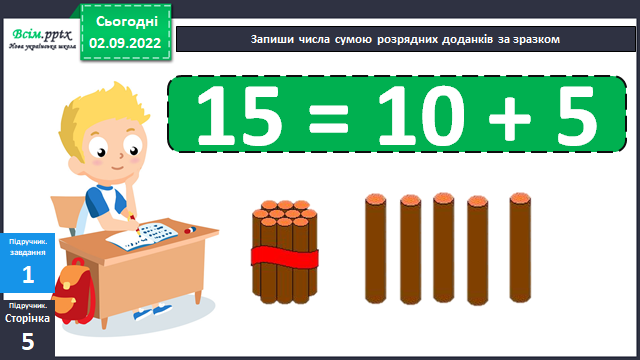 Всім.pptx
Нова українська школа
Сьогодні
02.09.2022
Запиши числа сумою розрядних доданків за зразком
15 = 10 + 5
Підручник.
завдання
1
Підручник.
Сторінка
5